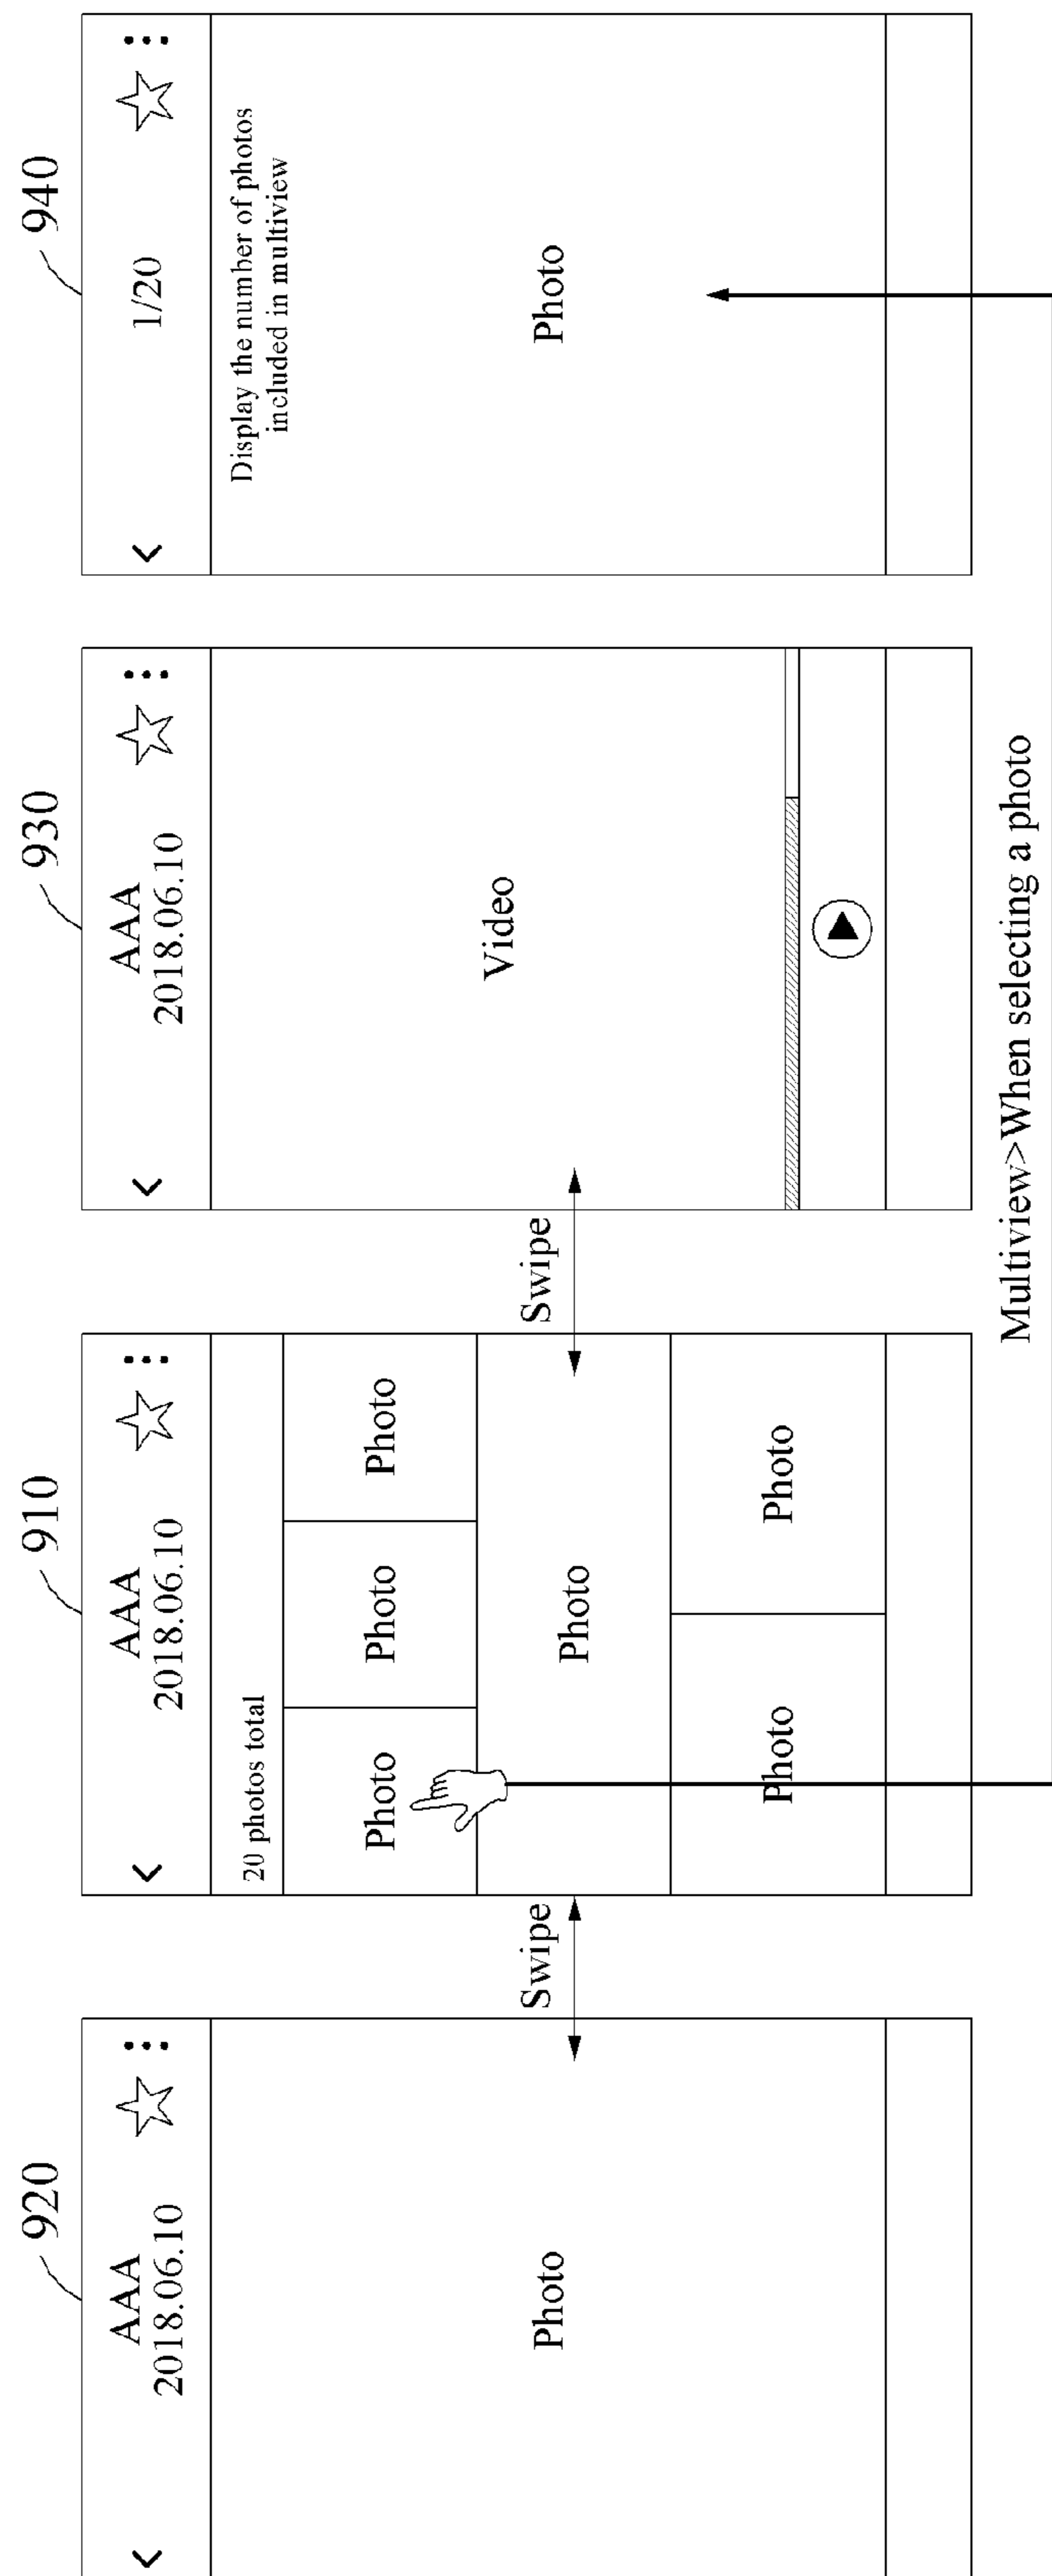 920
AAA
2018.06.10
Photo
Swipe
910
AAA
2018.06.10
20 photos total
Photo
Photo
Photo
Photo
Photo
Photo
Swipe
930
AAA
2018.06.10
Video
940
1/20
Display the number of photos
included in multiview
Photo
Multiview>When selecting a photo